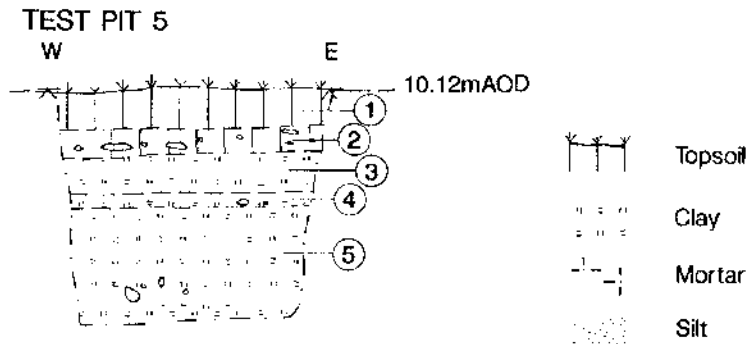 TEST PIT 5
W E
10.12mAOD
1
2
3
4
5
Topsoil
Clay
Mortar
Silt